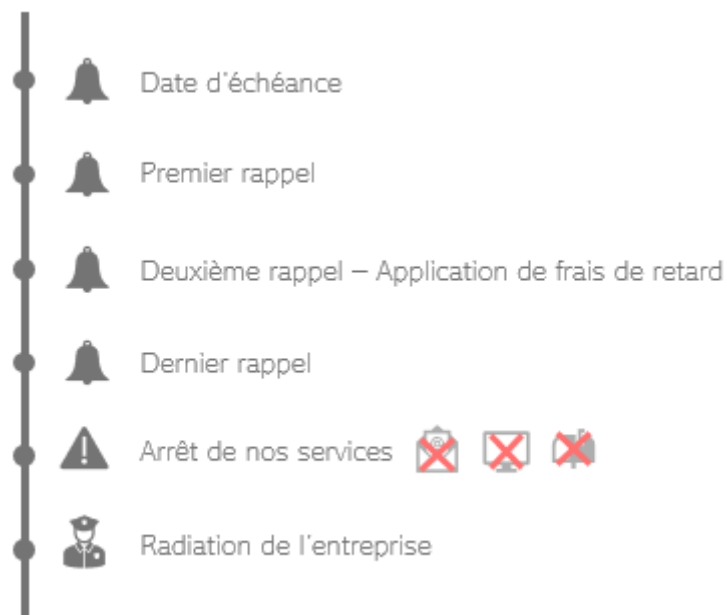 Date d'échéance
Premier rappel
Deuxième rappel – Application de frais de retard
Dernier rappel
Arrêt de nos services
Radiation de l'entreprise